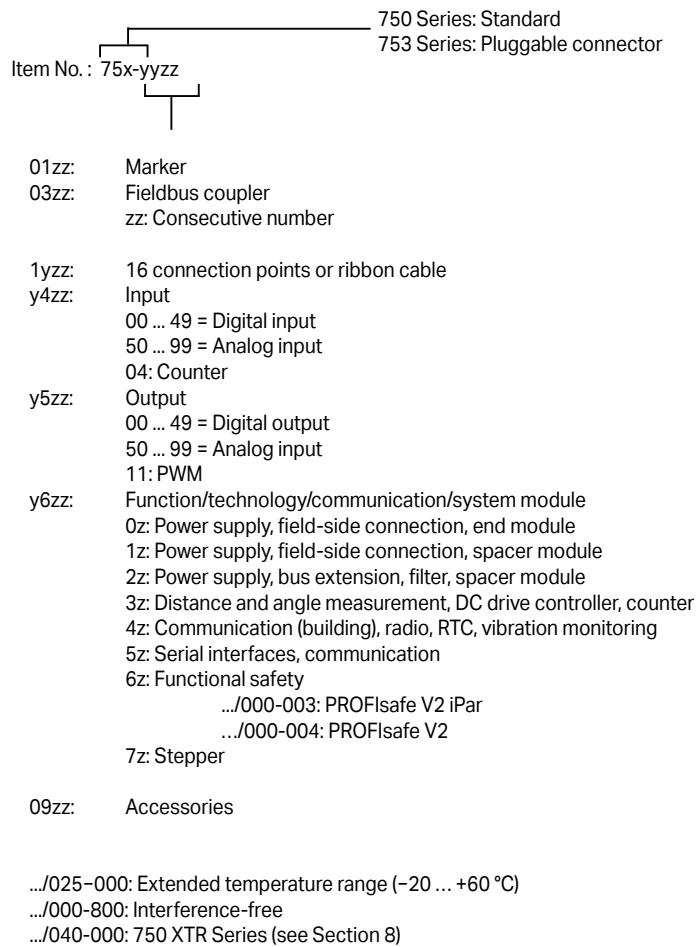 750 Series: Standard
753 Series: Pluggable connector
Item No. : 75x-yyzz
01zz: Marker
03zz: Fieldbus coupler
zz: Consecutive number
1yzz: 16 connection points or ribbon cable
y4zz: Input
00 ... 49 = Digital input
50 ... 99 = Analog input
04: Counter
y5zz: Output
00 ... 49 = Digital output
50 ... 99 = Analog input
11: PWM
y6zz: Function/technology/communication/system module
0z: Power supply, field-side connection, end module
1z: Power supply, field-side connection, spacer module
2z: Power supply, bus extension, filter, spacer module
3z: Distance and angle measurement, DC drive controller, counter
4z: Communication (building), radio, RTC, vibration monitoring
5z: Serial interfaces, communication
6z: Functional safety
.../000-003: PROFIsafe V2 iPar
…/000-004: PROFIsafe V2
7z: Stepper
09zz: Accessories
.../025−000: Extended temperature range (−20 … +60 °C)
.../000-800: Interference-free
.../040-000: 750 XTR Series (see Section 8)